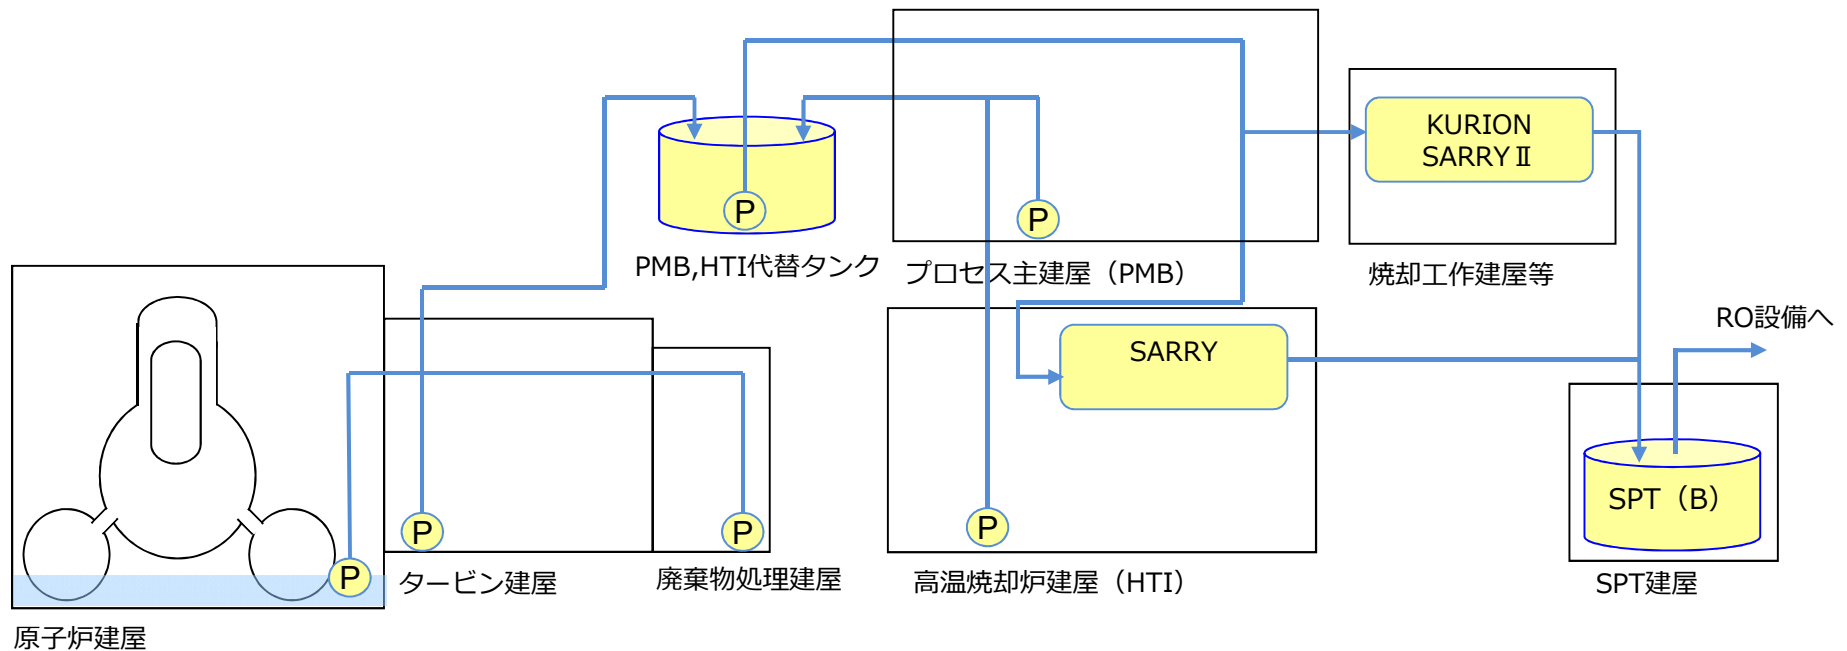 KURION
SARRYⅡ
P
P
PMB,HTI代替タンク
プロセス主建屋（PMB）
焼却工作建屋等
RO設備へ
SARRY
SPT（B）
P
P
P
P
タービン建屋
廃棄物処理建屋
高温焼却炉建屋（HTI）
SPT建屋
原子炉建屋